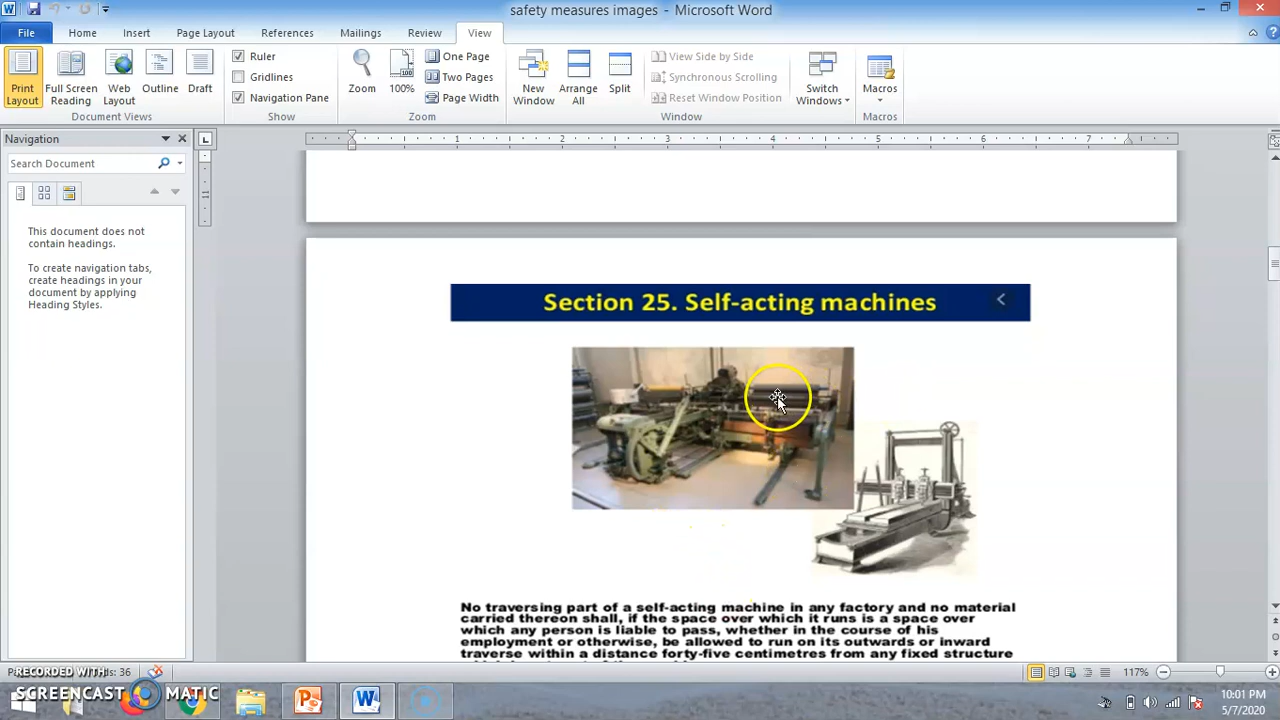 safety measures images - Microsoft Word
File Home Insert Page Layout References Mailings Review View
Print Layout
Full Screen Reading
Web Layout
Outline
Draft
Document Views
Ruler
Gridlines
Navigation Pane
Show
Zoom
100%
One Page
Two Pages
Page Width
Zoom
New Window
Arrange All
Split
View Side by Side
Synchronous Scrolling
Reset Window Position
Window
Switch Windows
Macros
Macros
Navigation
Search Document
This document does not
contain headings.
To create navigation tabs,
create headings in your
document by applying
Heading Styles.
1 2 3 4 5 6 7
Section 25. Self-acting machines
No traversing part of a self-acting machine in any factory and no material
carried thereon shall, if the space over which it runs is a space over
which any person is liable to pass, whether in the course of his
employment or otherwise, be allowed to run on its outwards or inward
traverse within a distance forty-five centimetres from any fixed structure
RECORDED WITH
SCREENCAST MATIC
36
117%
10:01 PM
5/7/2020